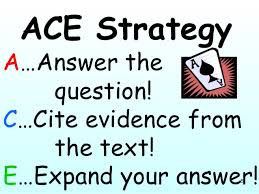 ACE Strategy
A...Answer the
question!
C...Cite evidence from
the text!
E...Expand your answer!